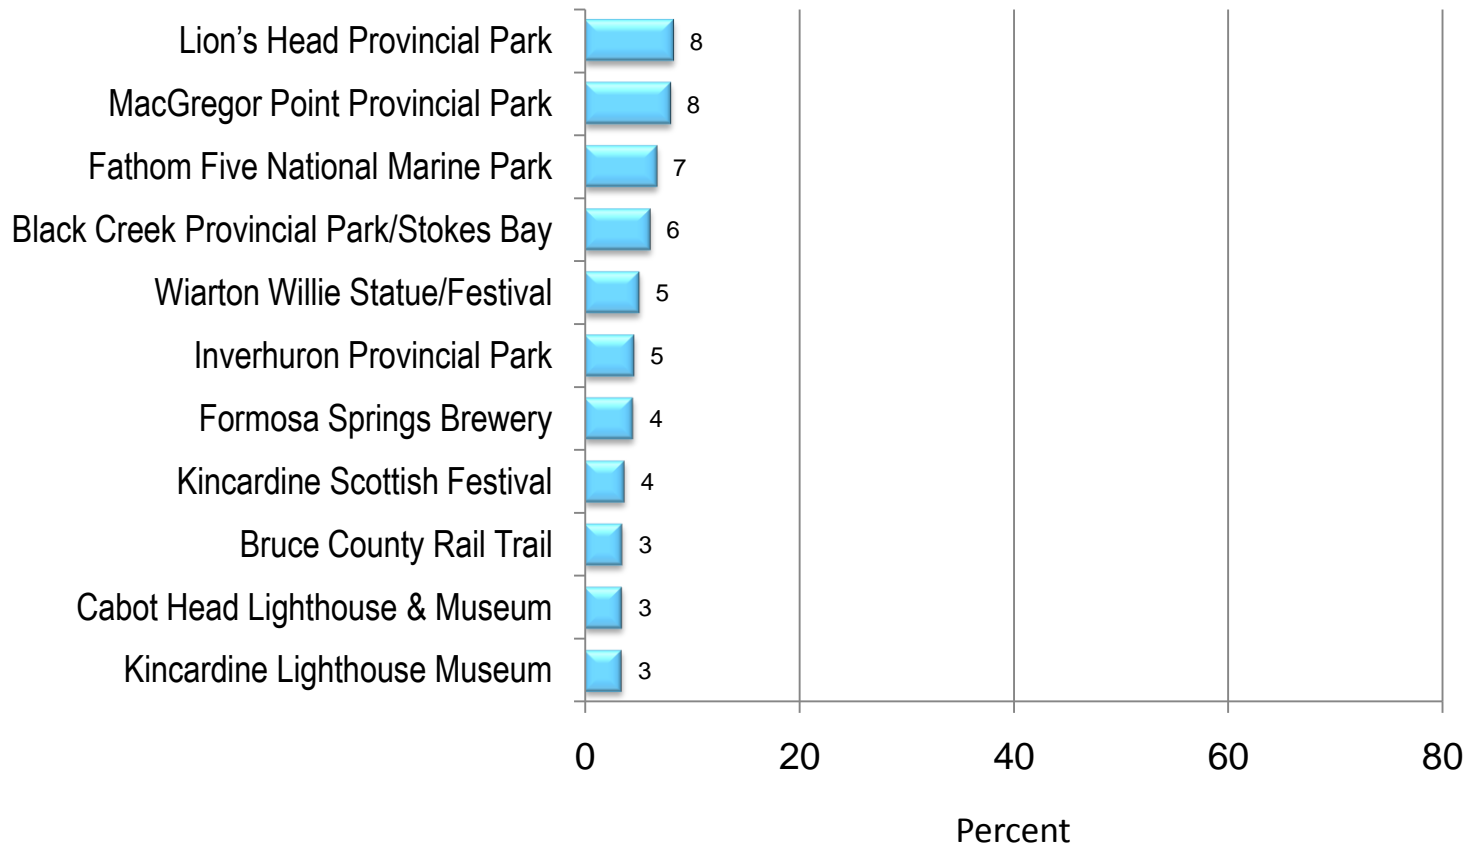 Lion’s Head Provincial Park 8
MacGregor Point Provincial Park 8
Fathom Five National Marine Park 7
Black Creek Provincial Park/Stokes Bay 6
Wiarton Willie Statue/Festival 5
Inverhuron Provincial Park 5
Formosa Springs Brewery 4
Kincardine Scottish Festival 4
Bruce County Rail Trail 3
Cabot Head Lighthouse & Museum 3
Kincardine Lighthouse Museum 3
0 20 40 60 80
Percent